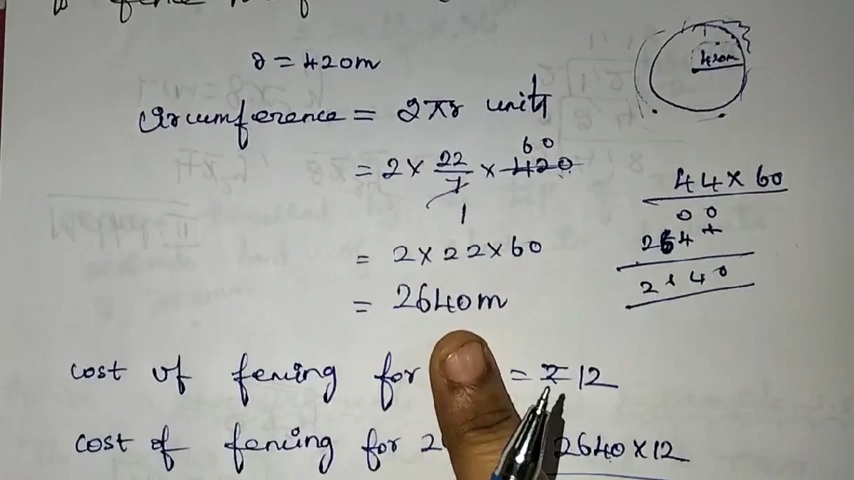 r = 420m
420m
Circumference = 2πr units
60
= 2 × 22/7 × 420
1
44 × 60
00
264+
= 2 × 22 × 60
= 2640m
cost of fencing for = ₹ 12
cost of fencing for 2 2640 × 12